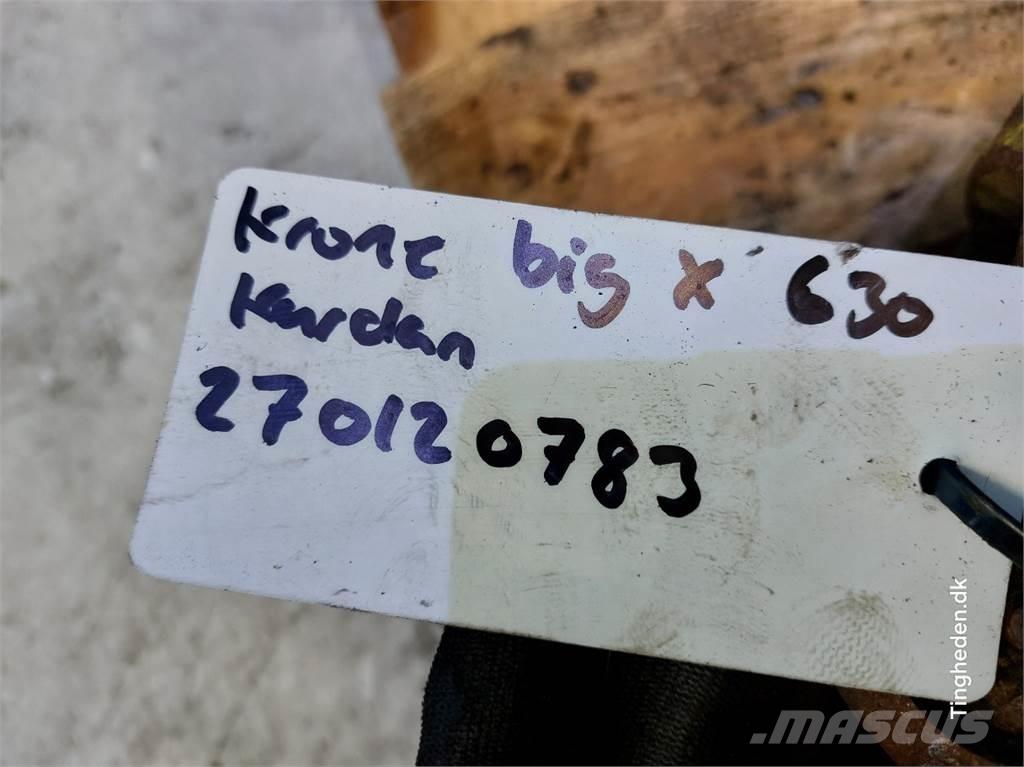 Krone big x 630
Kardan
270120783
Tingheden.dk
MASCUS